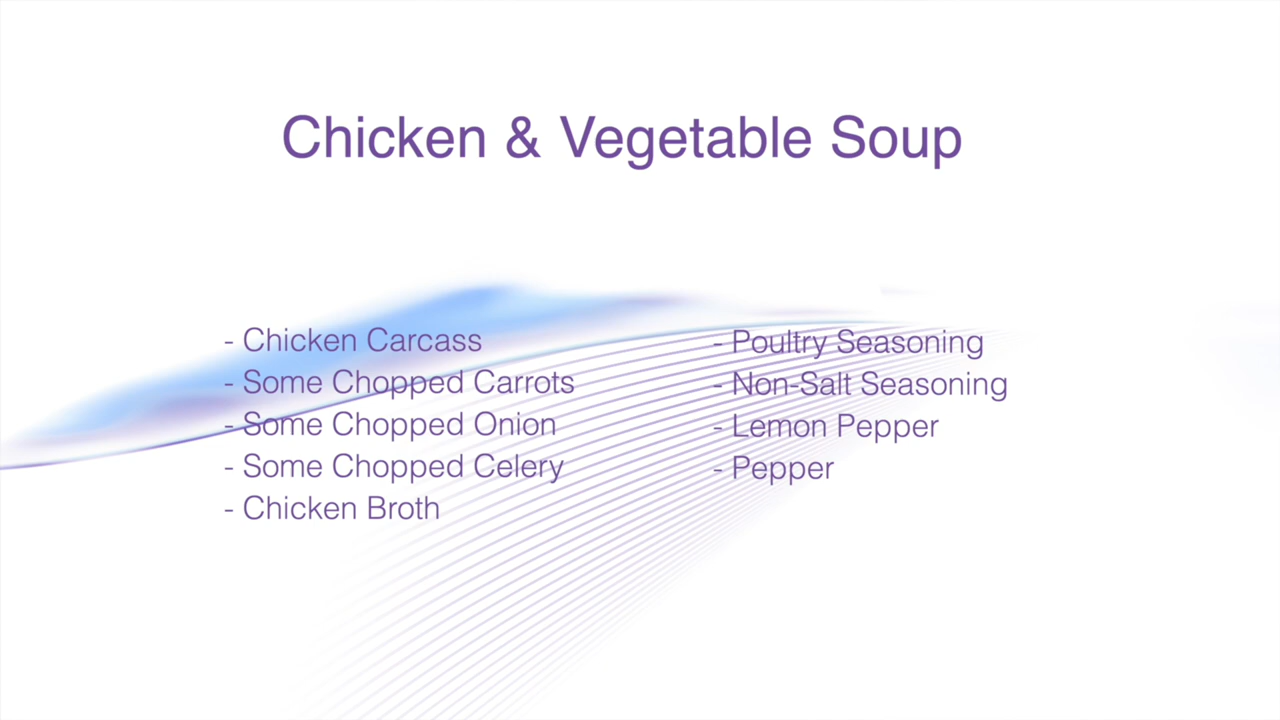 Chicken & Vegetable Soup
- Chicken Carcass
- Some Chopped Carrots
- Some Chopped Onion
- Some Chopped Celery
- Chicken Broth
- Poultry Seasoning
- Non-Salt Seasoning
- Lemon Pepper
- Pepper